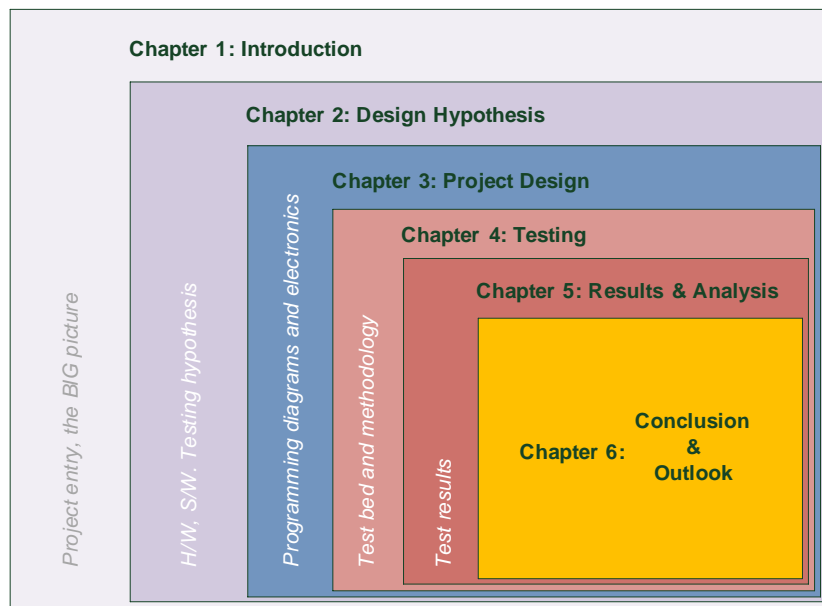 Chapter 1: Introduction
Project entry, the BIG picture
Chapter 2: Design Hypothesis
H/W, S/W. Testing hypothesis
Chapter 3: Project Design
Programming diagrams and electronics
Chapter 4: Testing
Test bed and methodology
Chapter 5: Results & Analysis
Test results
Chapter 6:
Conclusion
&
Outlook